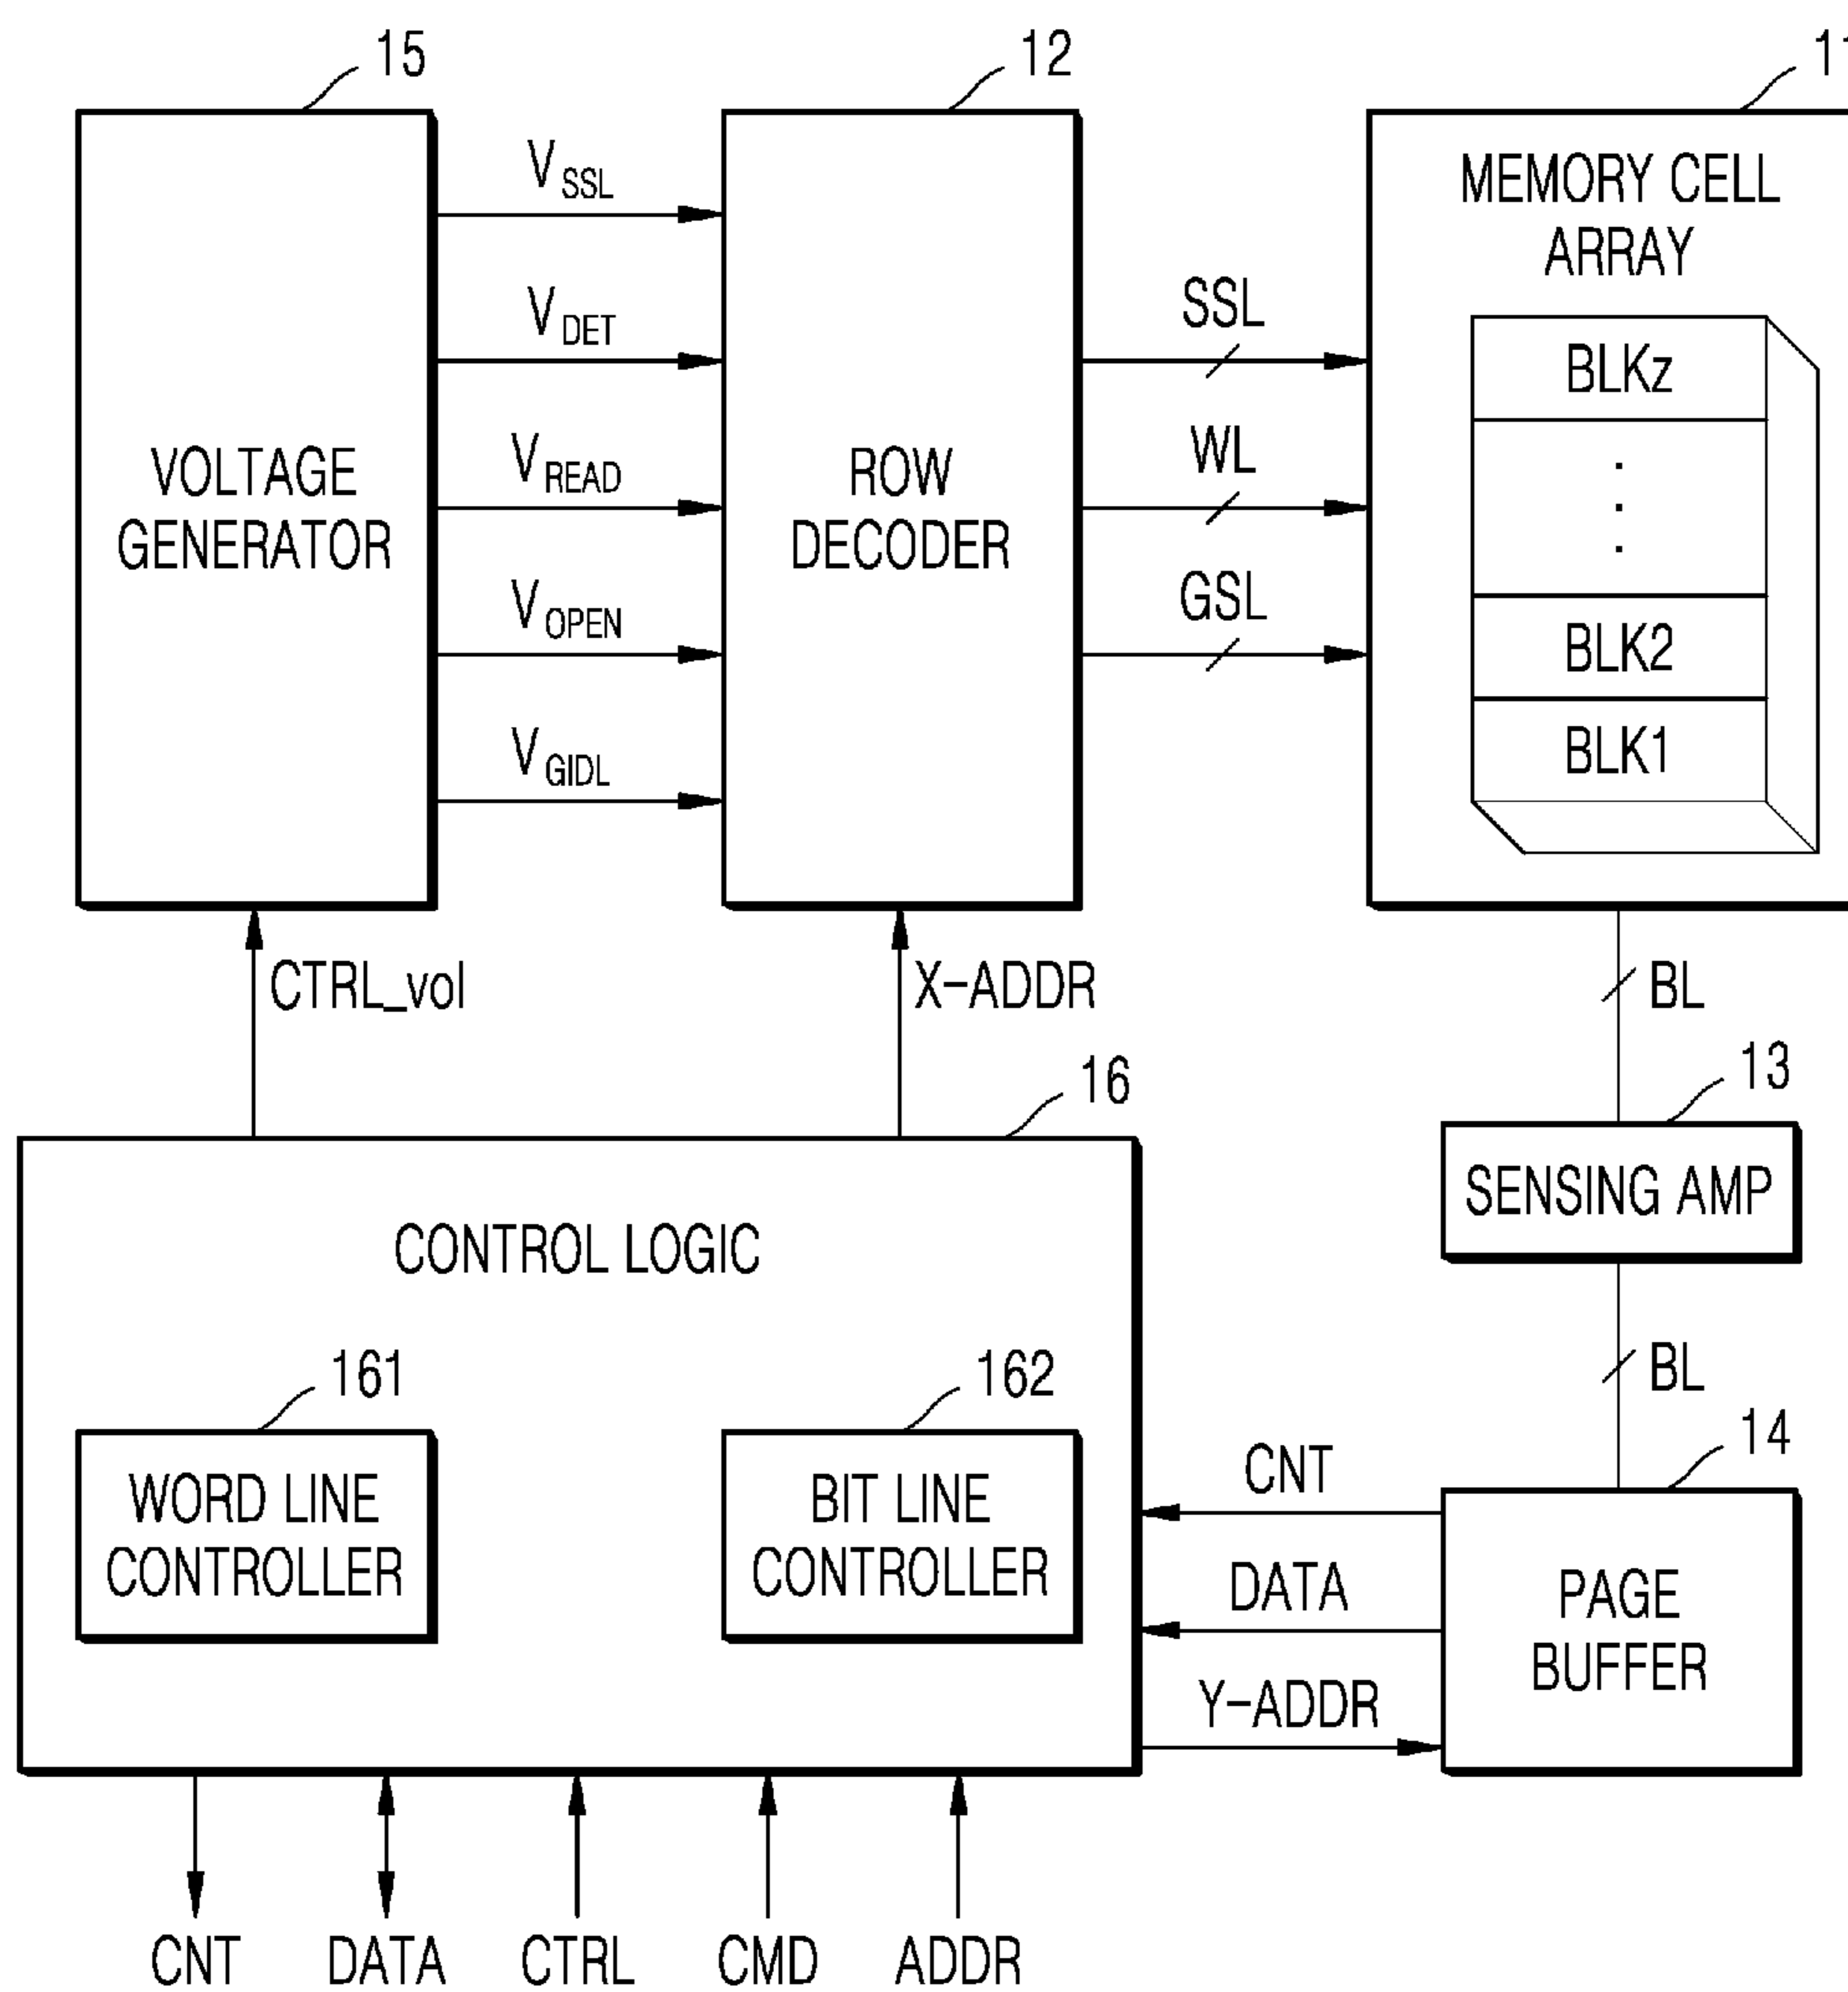 15
12
11
VOLTAGE
GENERATOR
V SSL
V DET
V READ
V OPEN
V GIDL
ROW
DECODER
SSL
WL
GSL
MEMORY CELL
ARRAY
BLKz
BLK2
BLK1
CTRL_vol
X-ADDR
BL
16
13
CONTROL LOGIC
SENSING AMP
BL
161
162
14
WORD LINE
CONTROLLER
BIT LINE
CONTROLLER
CNT
DATA
Y-ADDR
PAGE
BUFFER
CNT
DATA
CTRL
CMD
ADDR